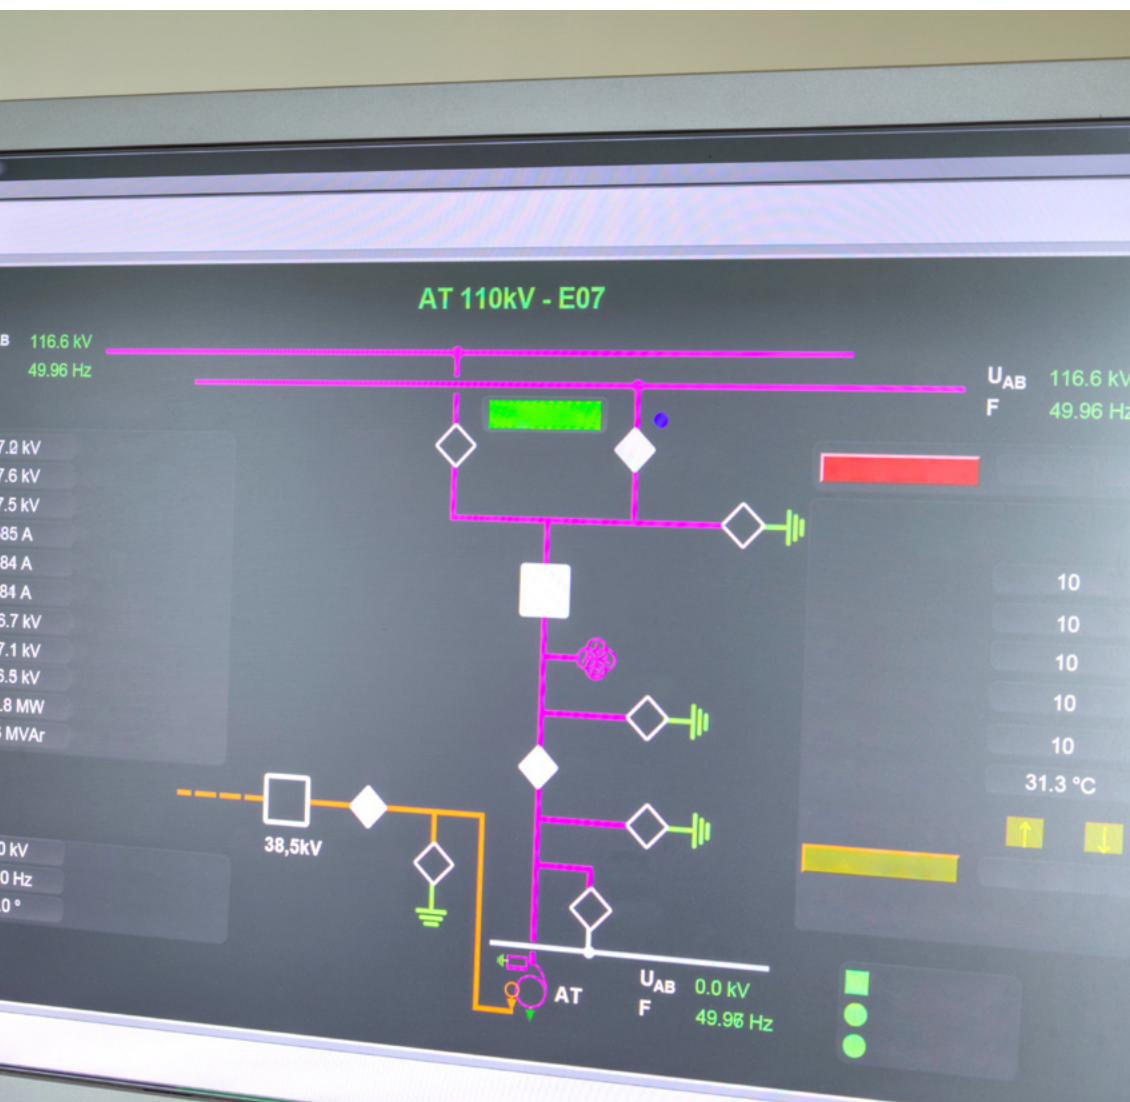 AT 110kV - E07
B 116.6 kV
49.96 Hz
UAB 116.6 kV
F 49.96 Hz
7.6 kV
7.5 kV
85 A
84 A
84 A
6.7 kV
7.1 kV
6.5 kV
.8 MW
MVAr
10
10
10
10
10
31.3 °C
↑ ↓
38,5kV
0 kV
0 Hz
.0 °
AT
UAB 0.0 kV
F 49.96 Hz